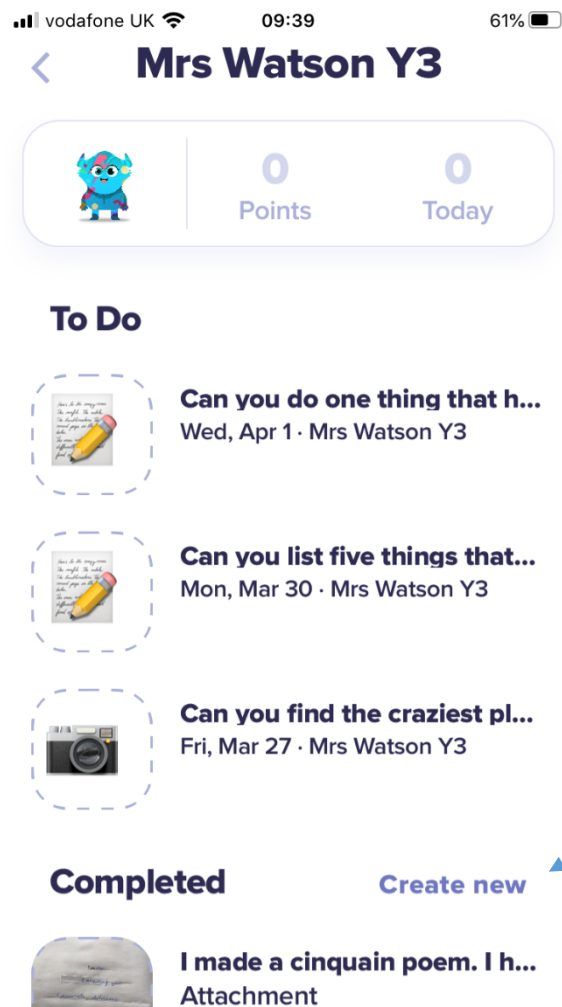 vodafone UK 09:39 61%
Mrs Watson Y3
0 0
Points Today
To Do
Can you do one thing that h...
Wed, Apr 1 · Mrs Watson Y3
Can you list five things that...
Mon, Mar 30 · Mrs Watson Y3
Can you find the craziest pl...
Fri, Mar 27 · Mrs Watson Y3
Completed Create new
I made a cinquain poem. I h...
Attachment